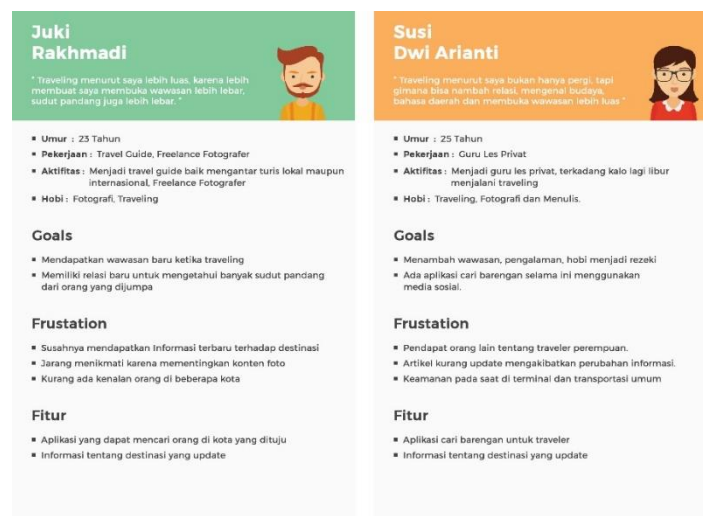 Juki
Rakhmadi
" Traveling menurut saya lebih luas, karena lebih
membuat saya membuka wawasan lebih lebar,
sudut pandang juga lebih lebar. "
▪ Umur : 23 Tahun
▪ Pekerjaan : Travel Guide, Freelance Fotografer
▪ Aktifitas : Menjadi travel guide baik mengantar turis lokal maupun
internasional, Freelance Fotografer
▪ Hobi : Fotografi, Traveling
Goals
▪ Mendapatkan wawasan baru ketika traveling
▪ Memiliki relasi baru untuk mengetahui banyak sudut pandang
dari orang yang dijumpa
Frustation
▪ Susahnya mendapatkan Informasi terbaru terhadap destinasi
▪ Jarang menikmati karena mementingkan konten foto
▪ Kurang ada kenalan orang di beberapa kota
Fitur
▪ Aplikasi yang dapat mencari orang di kota yang dituju
▪ Informasi tentang destinasi yang update
Susi
Dwi Arianti
" Traveling menurut saya bukan hanya pergi, tapi
gimana bisa nambah relasi, mengenal budaya,
bahasa daerah dan membuka wawasan lebih luas "
▪ Umur : 25 Tahun
▪ Pekerjaan : Guru Les Privat
▪ Aktifitas : Menjadi guru les privat, terkadang kalo lagi libur
menjalani traveling
▪ Hobi : Traveling, Fotografi dan Menulis.
Goals
▪ Menambah wawasan, pengalaman, hobi menjadi rezeki
▪ Ada aplikasi cari barengan selama ini menggunakan
media sosial.
Frustation
▪ Pendapat orang lain tentang traveler perempuan.
▪ Artikel kurang update mengakibatkan perubahan informasi.
▪ Keamanan pada saat di terminal dan transportasi umum
Fitur
▪ Aplikasi cari barengan untuk traveler
▪ Informasi tentang destinasi yang update